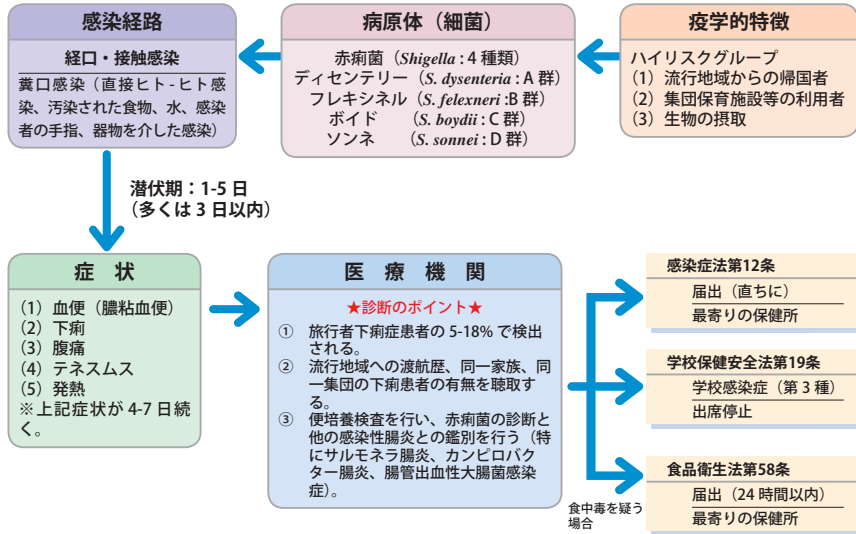 感染経路
経口・接触感染
糞口感染（直接ヒト - ヒト感
染、汚染された食物、水、感染
者の手指、器物を介した感染）
病原体（細菌）
赤痢菌（Shigella : 4 種類）
ディセンテリー（S. dysenteria : A 群）
フレキシネル（S. felexneri :B 群）
ボイド （S. boydii : C 群）
ソンネ （S. sonnei : D 群）
疫学的特徴
ハイリスクグループ
（1）流行地域からの帰国者
（2）集団保育施設等の利用者
（3）生物の摂取
潜伏期：1-5 日
（多くは 3 日以内）
症 状
（1）血便（膿粘血便）
（2）下痢
（3）腹痛
（4）テネスムス
（5）発熱
※上記症状が 4-7 日続
く。
医 療 機 関
★診断のポイント★
① 旅行者下痢症患者の 5-18% で検出
される。
② 流行地域への渡航歴、同一家族、同
一集団の下痢患者の有無を聴取す
る。
③ 便培養検査を行い、赤痢菌の診断と
他の感染性腸炎との鑑別を行う（特
にサルモネラ腸炎、カンピロバク
ター腸炎、腸管出血性大腸菌感染
症）。
食中毒を疑う
場合
感染症法第12条
届出（直ちに）
最寄りの保健所
学校保健安全法第19条
学校感染症（第 3 種）
出席停止
食品衛生法第58条
届出（24 時間以内）
最寄りの保健所